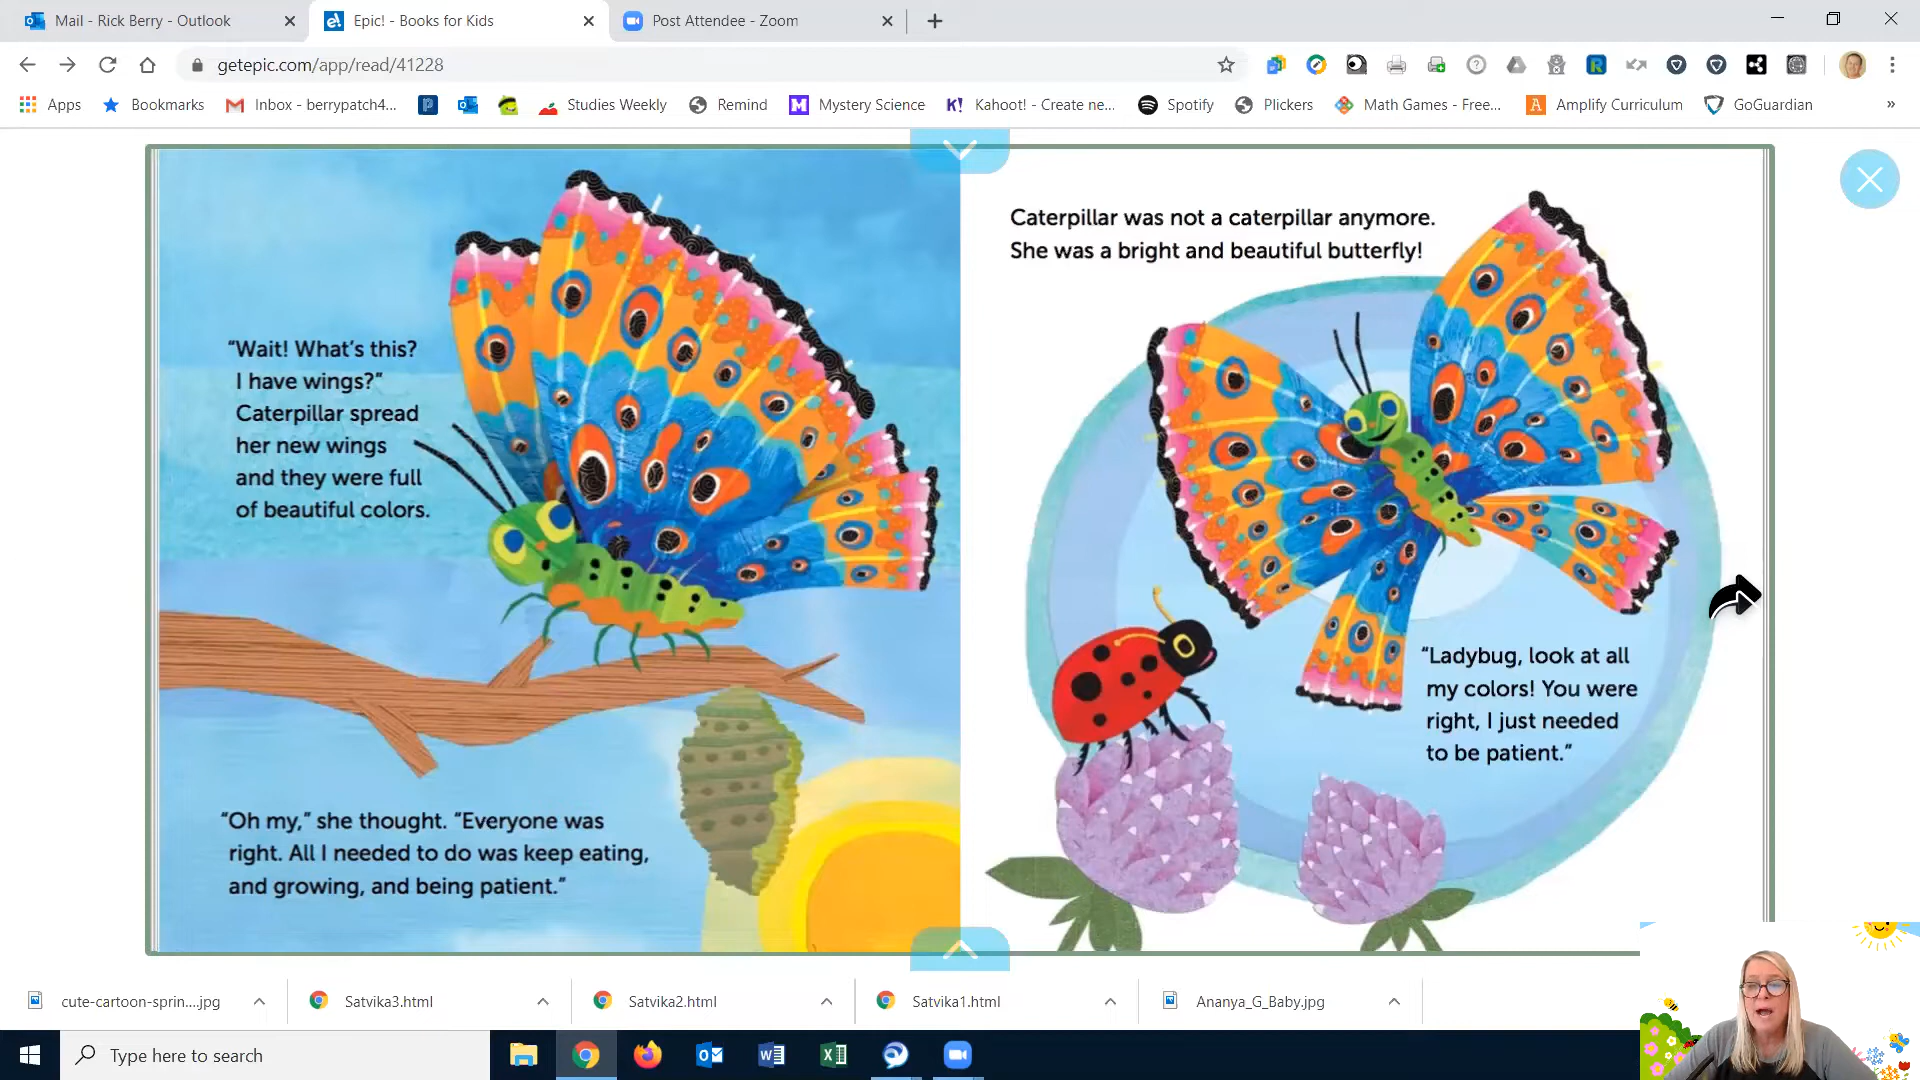 Mail - Rick Berry - Outlook
Epic! - Books for Kids
Post Attendee - Zoom
getepic.com/app/read/41228
Apps
Bookmarks
Inbox - berrypatch4...
Studies Weekly
Remind
Mystery Science
Kahoot! - Create ne...
Spotify
Plickers
Math Games - Free...
Amplify Curriculum
GoGuardian
“Wait! What’s this?
I have wings?”
Caterpillar spread
her new wings
and they were full
of beautiful colors.
“Oh my,” she thought. “Everyone was
right. All I needed to do was keep eating,
and growing, and being patient.”
Caterpillar was not a caterpillar anymore.
She was a bright and beautiful butterfly!
“Ladybug, look at all
my colors! You were
right, I just needed
to be patient.”
cute-cartoon-sprin....jpg
Satvika3.html
Satvika2.html
Satvika1.html
Ananya_G_Baby.jpg
Type here to search